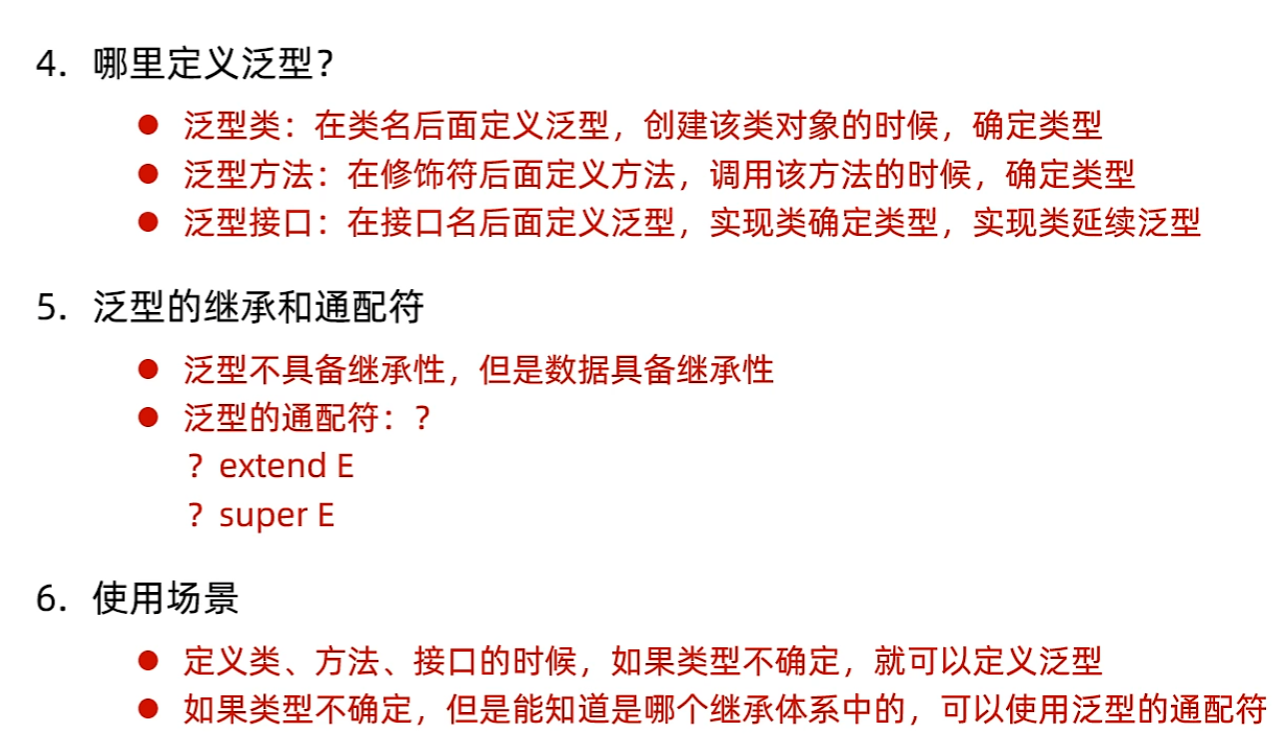 4. 哪里定义泛型？
● 泛型类：在类名后面定义泛型，创建该类对象的时候，确定类型
● 泛型方法：在修饰符后面定义方法，调用该方法的时候，确定类型
● 泛型接口：在接口名后面定义泛型，实现类确定类型，实现类延续泛型
5. 泛型的继承和通配符
● 泛型不具备继承性，但是数据具备继承性
● 泛型的通配符：？
？extend E
？super E
6. 使用场景
● 定义类、方法、接口的时候，如果类型不确定，就可以定义泛型
● 如果类型不确定，但是能知道是哪个继承体系中的，可以使用泛型的通配符